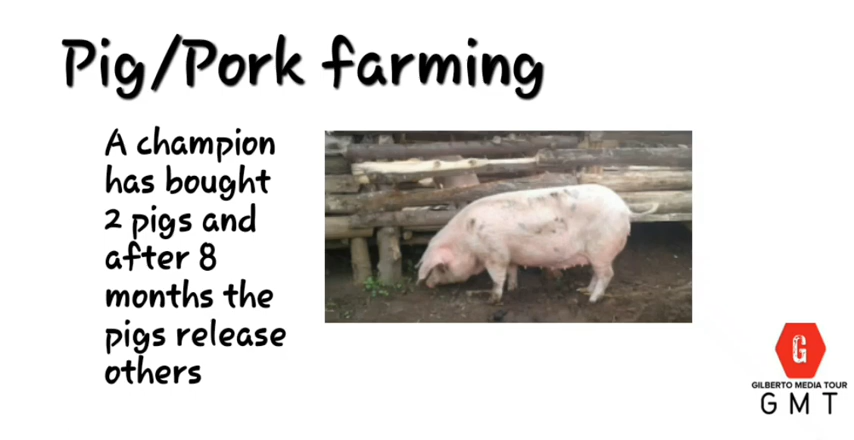 Pig/Pork farming
A champion
has bought
2 pigs and
after 8
months the
pigs release
others
G
GILBERTO MEDIA TOUR
GMT